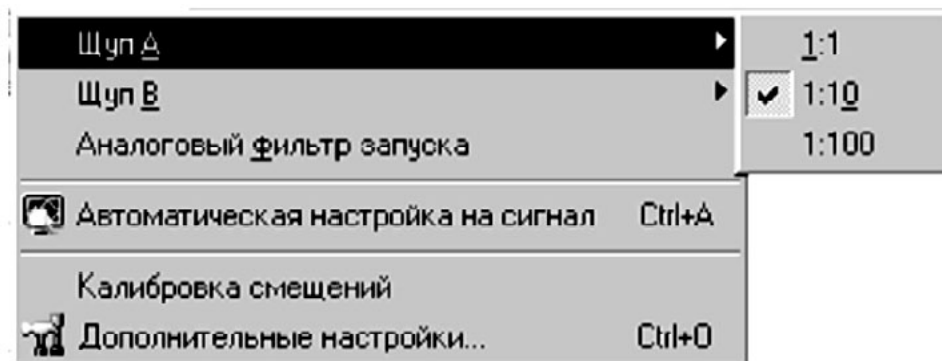 Щуп A
Щуп B
Аналоговый фильтр запуска
Автоматическая настройка на сигнал Ctrl+A
Калибровка смещений
Дополнительные настройки... Ctrl+O
1:1
1:10
1:100